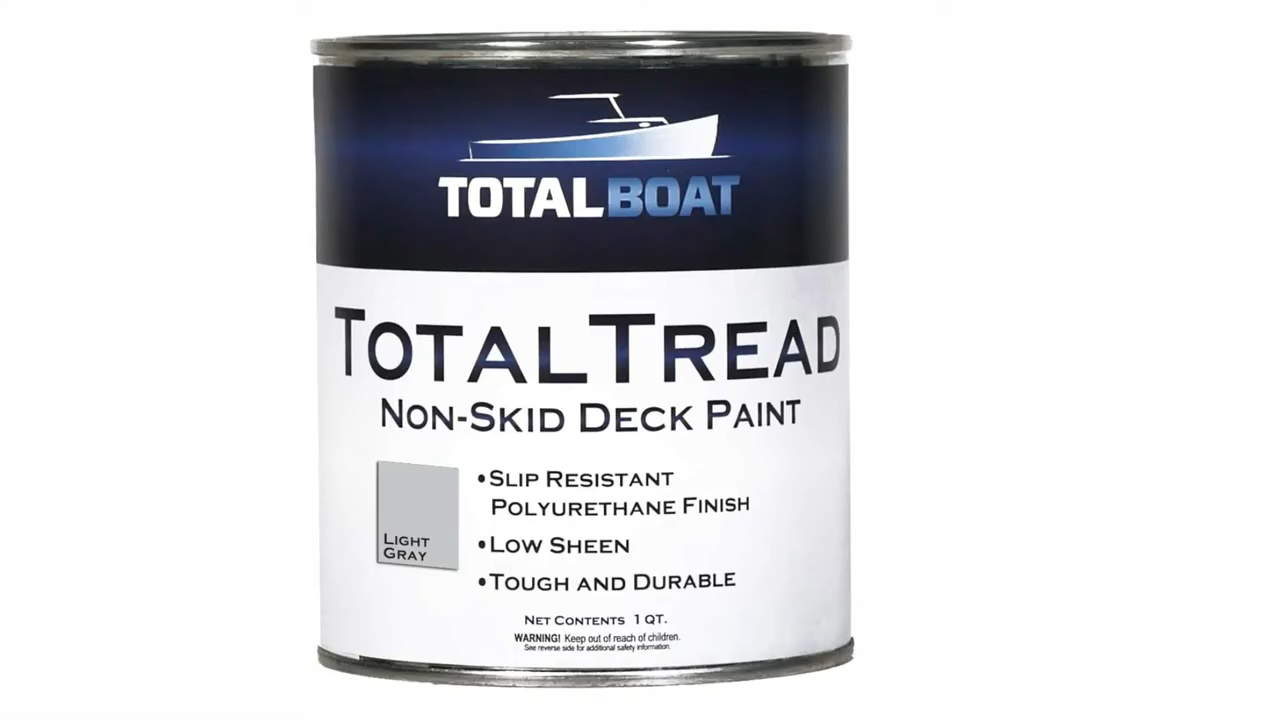 TOTALBOAT
TOTALTREAD
NON-SKID DECK PAINT
•SLIP RESISTANT
POLYURETHANE FINISH
LIGHT
GRAY
•LOW SHEEN
•TOUGH AND DURABLE
NET CONTENTS 1 QT.
WARNING! Keep out of reach of children.
See reverse side for additional safety information.